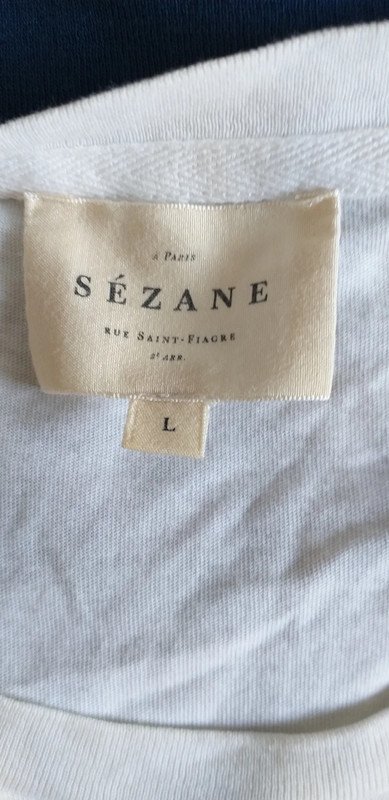 À PARIS
SÉZANE
RUE SAINT-FIACRE
2E ARR.
L